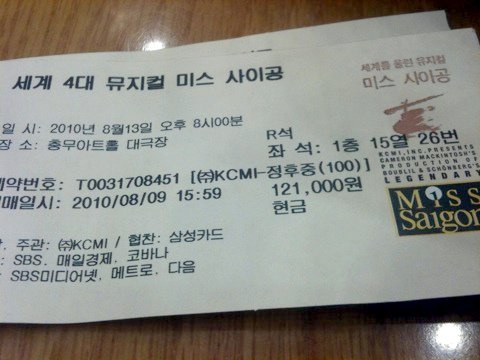 세계 4대 뮤지컬 미스 사이공
일 시: 2010년 8월13일 오후 8시00분
장 소: 충무아트홀 대극장
R석
좌 석: 1층 15열 26번
예약번호: T0031708451 [㈜KCMI-정후중(100)]
매일시: 2010/08/09 15:59
121,000원
현금
주관: ㈜KCMI / 협찬: 삼성카드
: SBS, 매일경제, 코바나
: SBS미디어넷, 메트로, 다음
세계를 울린 뮤지컬
미스 사이공
KCMI, INC. PRESENTS
CAMERON MACKINTOSH'S
PRODUCTION OF
BOUBLIL & SCHÖNBERG'S
LEGENDARY
MISS
SAIGON